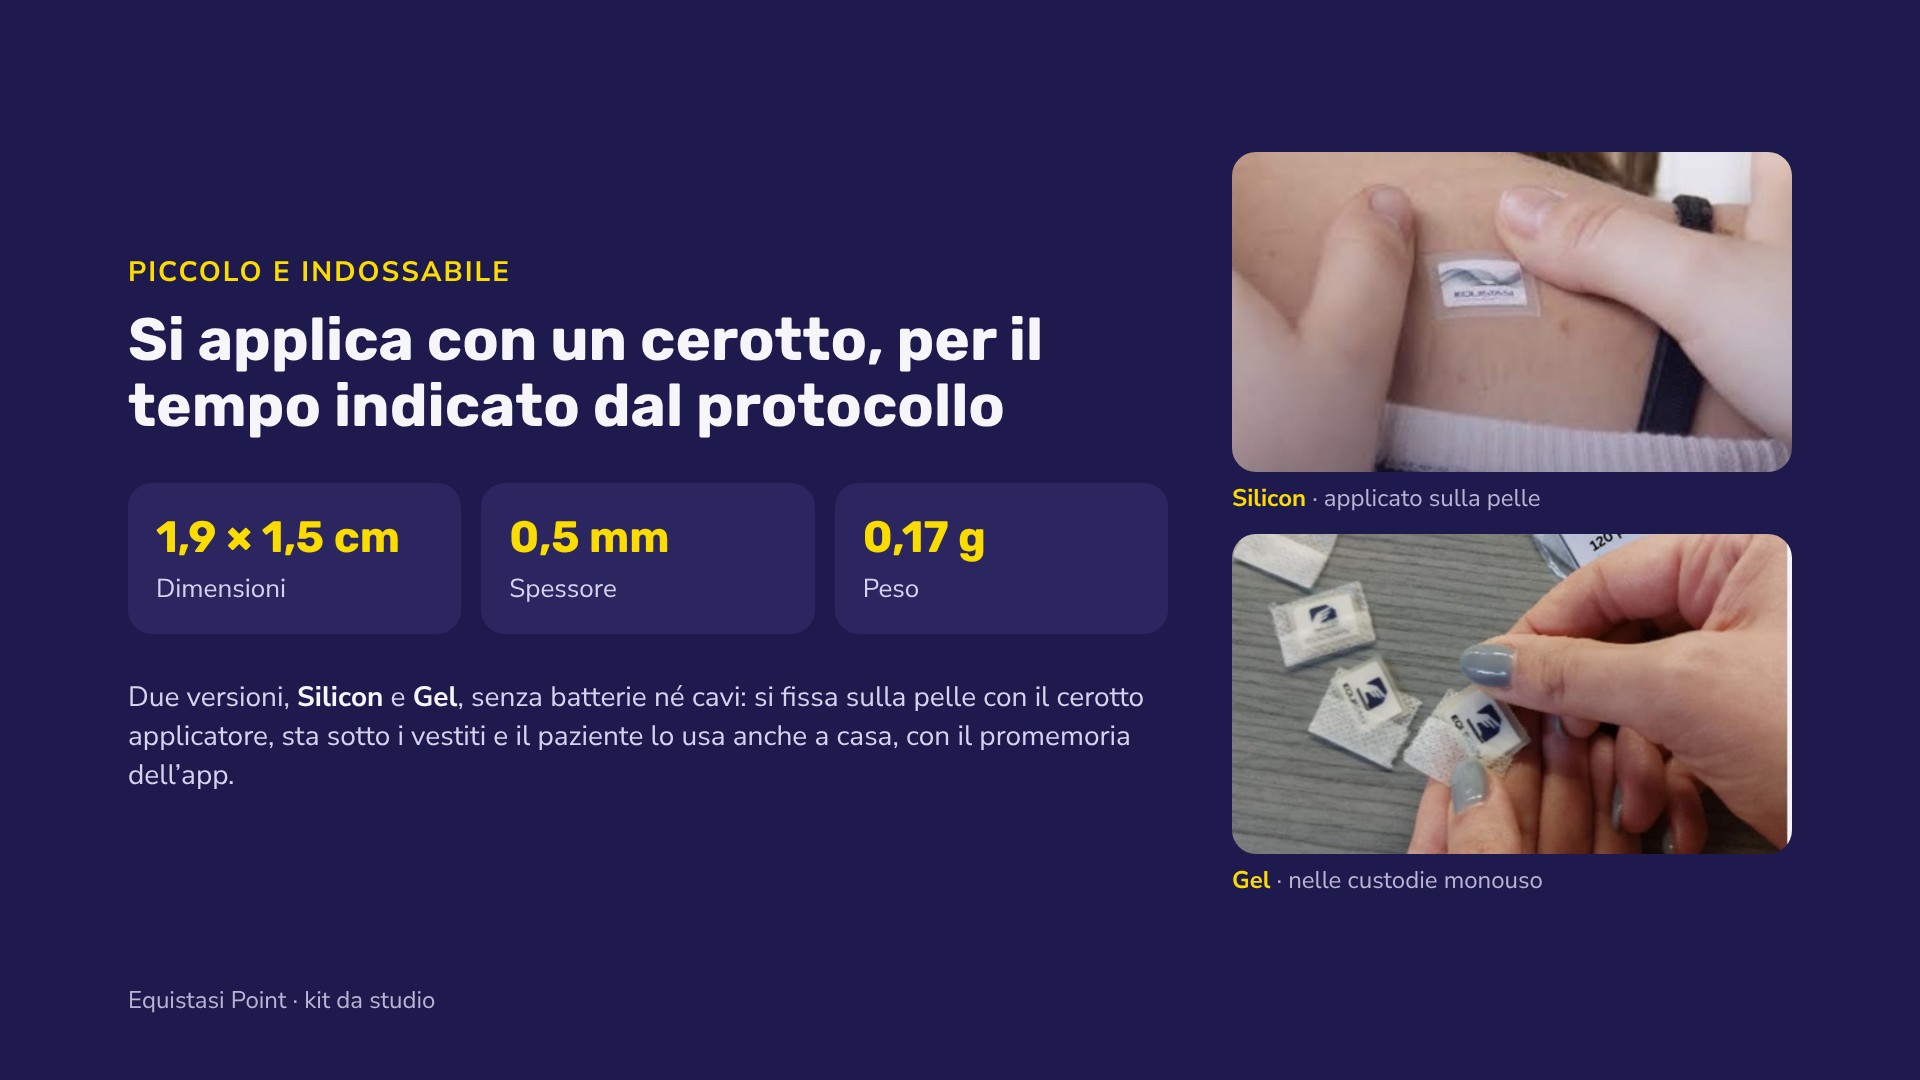 PICCOLO E INDOSSABILE
Si applica con un cerotto, per il
tempo indicato dal protocollo
1,9 × 1,5 cm
Dimensioni
0,5 mm
Spessore
0,17 g
Peso
Due versioni, Silicon e Gel, senza batterie né cavi: si fissa sulla pelle con il cerotto
applicatore, sta sotto i vestiti e il paziente lo usa anche a casa, con il promemoria
dell’app.
Silicon · applicato sulla pelle
120
Gel · nelle custodie monouso
Equistasi Point · kit da studio